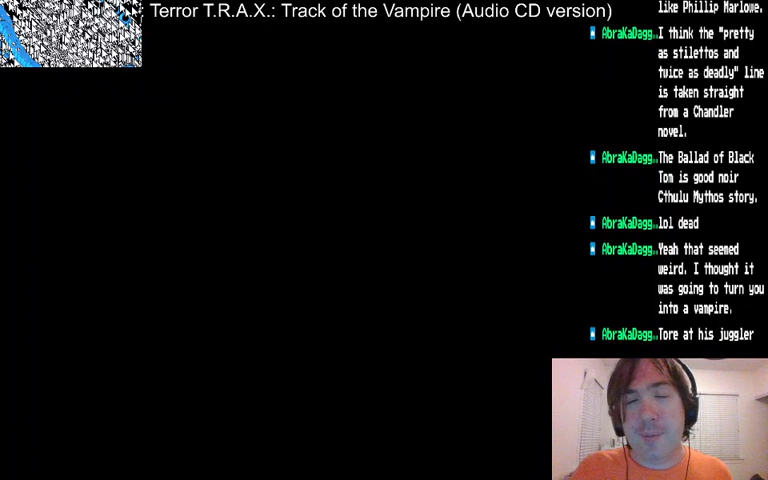 : Terror T.R.A.X.: Track of the Vampire (Audio CD version)
like Phillip Marlowe.
AbraKaDagg.. I think the "pretty
as stilettos and
twice as deadly" line
is taken straight
from a Chandler
novel.
AbraKaDagg.. The Ballad of Black
Tom is good noir
Cthulu Mythos story.
AbraKaDagg.. lol dead
AbraKaDagg.. Yeah that seemed
weird. I thought it
was going to turn you
into a vampire.
AbraKaDagg.. Tore at his juggler